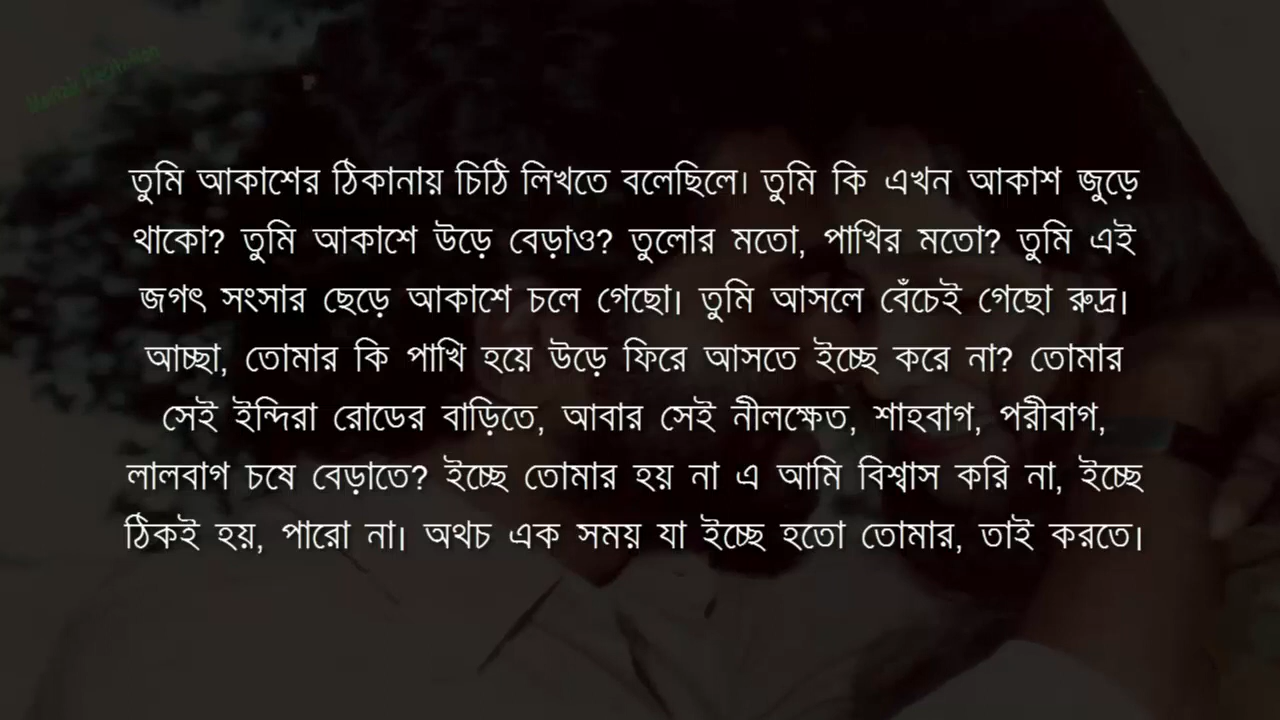 তুমি আকাশের ঠিকানায় চিঠি লিখতে বলেছিলে। তুমি কি এখন আকাশ জুড়ে
থাকো? তুমি আকাশে উড়ে বেড়াও? তুলোর মতো, পাখির মতো? তুমি এই
জগৎ সংসার ছেড়ে আকাশে চলে গেছো। তুমি আসলে বেঁচেই গেছো রুদ্র।
আচ্ছা, তোমার কি পাখি হয়ে উড়ে ফিরে আসতে ইচ্ছে করে না? তোমার
সেই ইন্দিরা রোডের বাড়িতে, আবার সেই নীলক্ষেত, শাহবাগ, পরীবাগ,
লালবাগ চষে বেড়াতে? ইচ্ছে তোমার হয় না এ আমি বিশ্বাস করি না, ইচ্ছে
ঠিকই হয়, পারো না। অথচ এক সময় যা ইচ্ছে হতো তোমার, তাই করতে।